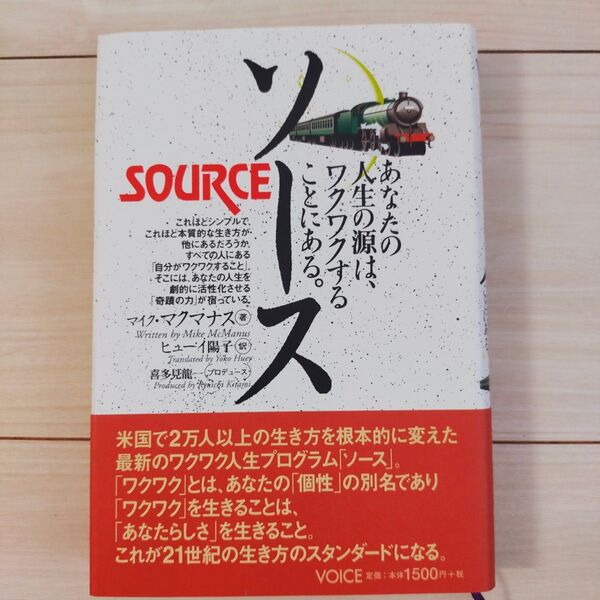 ソース
あなたの
人生の源は、
ワクワクする
ことにある。
SOURCE
これほどシンプルで、
これほど本質的な生き方が
他にあるだろうか。
すべての人にある
「自分がワクワクすること」。
そこには、あなたの人生を
劇的に活性化させる
「奇蹟の力」が宿っている。
マイク・マクマナス 著
Written by Mike McManus
ヒューイ陽子 訳
Translated by Yoko Huey
喜多見龍一 プロデュース
Produced by Ryuichi Kitami
米国で2万人以上の生き方を根本的に変えた
最新のワクワク人生プログラム「ソース」。
「ワクワク」とは、あなたの「個性」の別名であり
「ワクワク」を生きることは、
「あなたらしさ」を生きること。
これが21世紀の生き方のスタンダードになる。
VOICE 定価：本体1500円+税